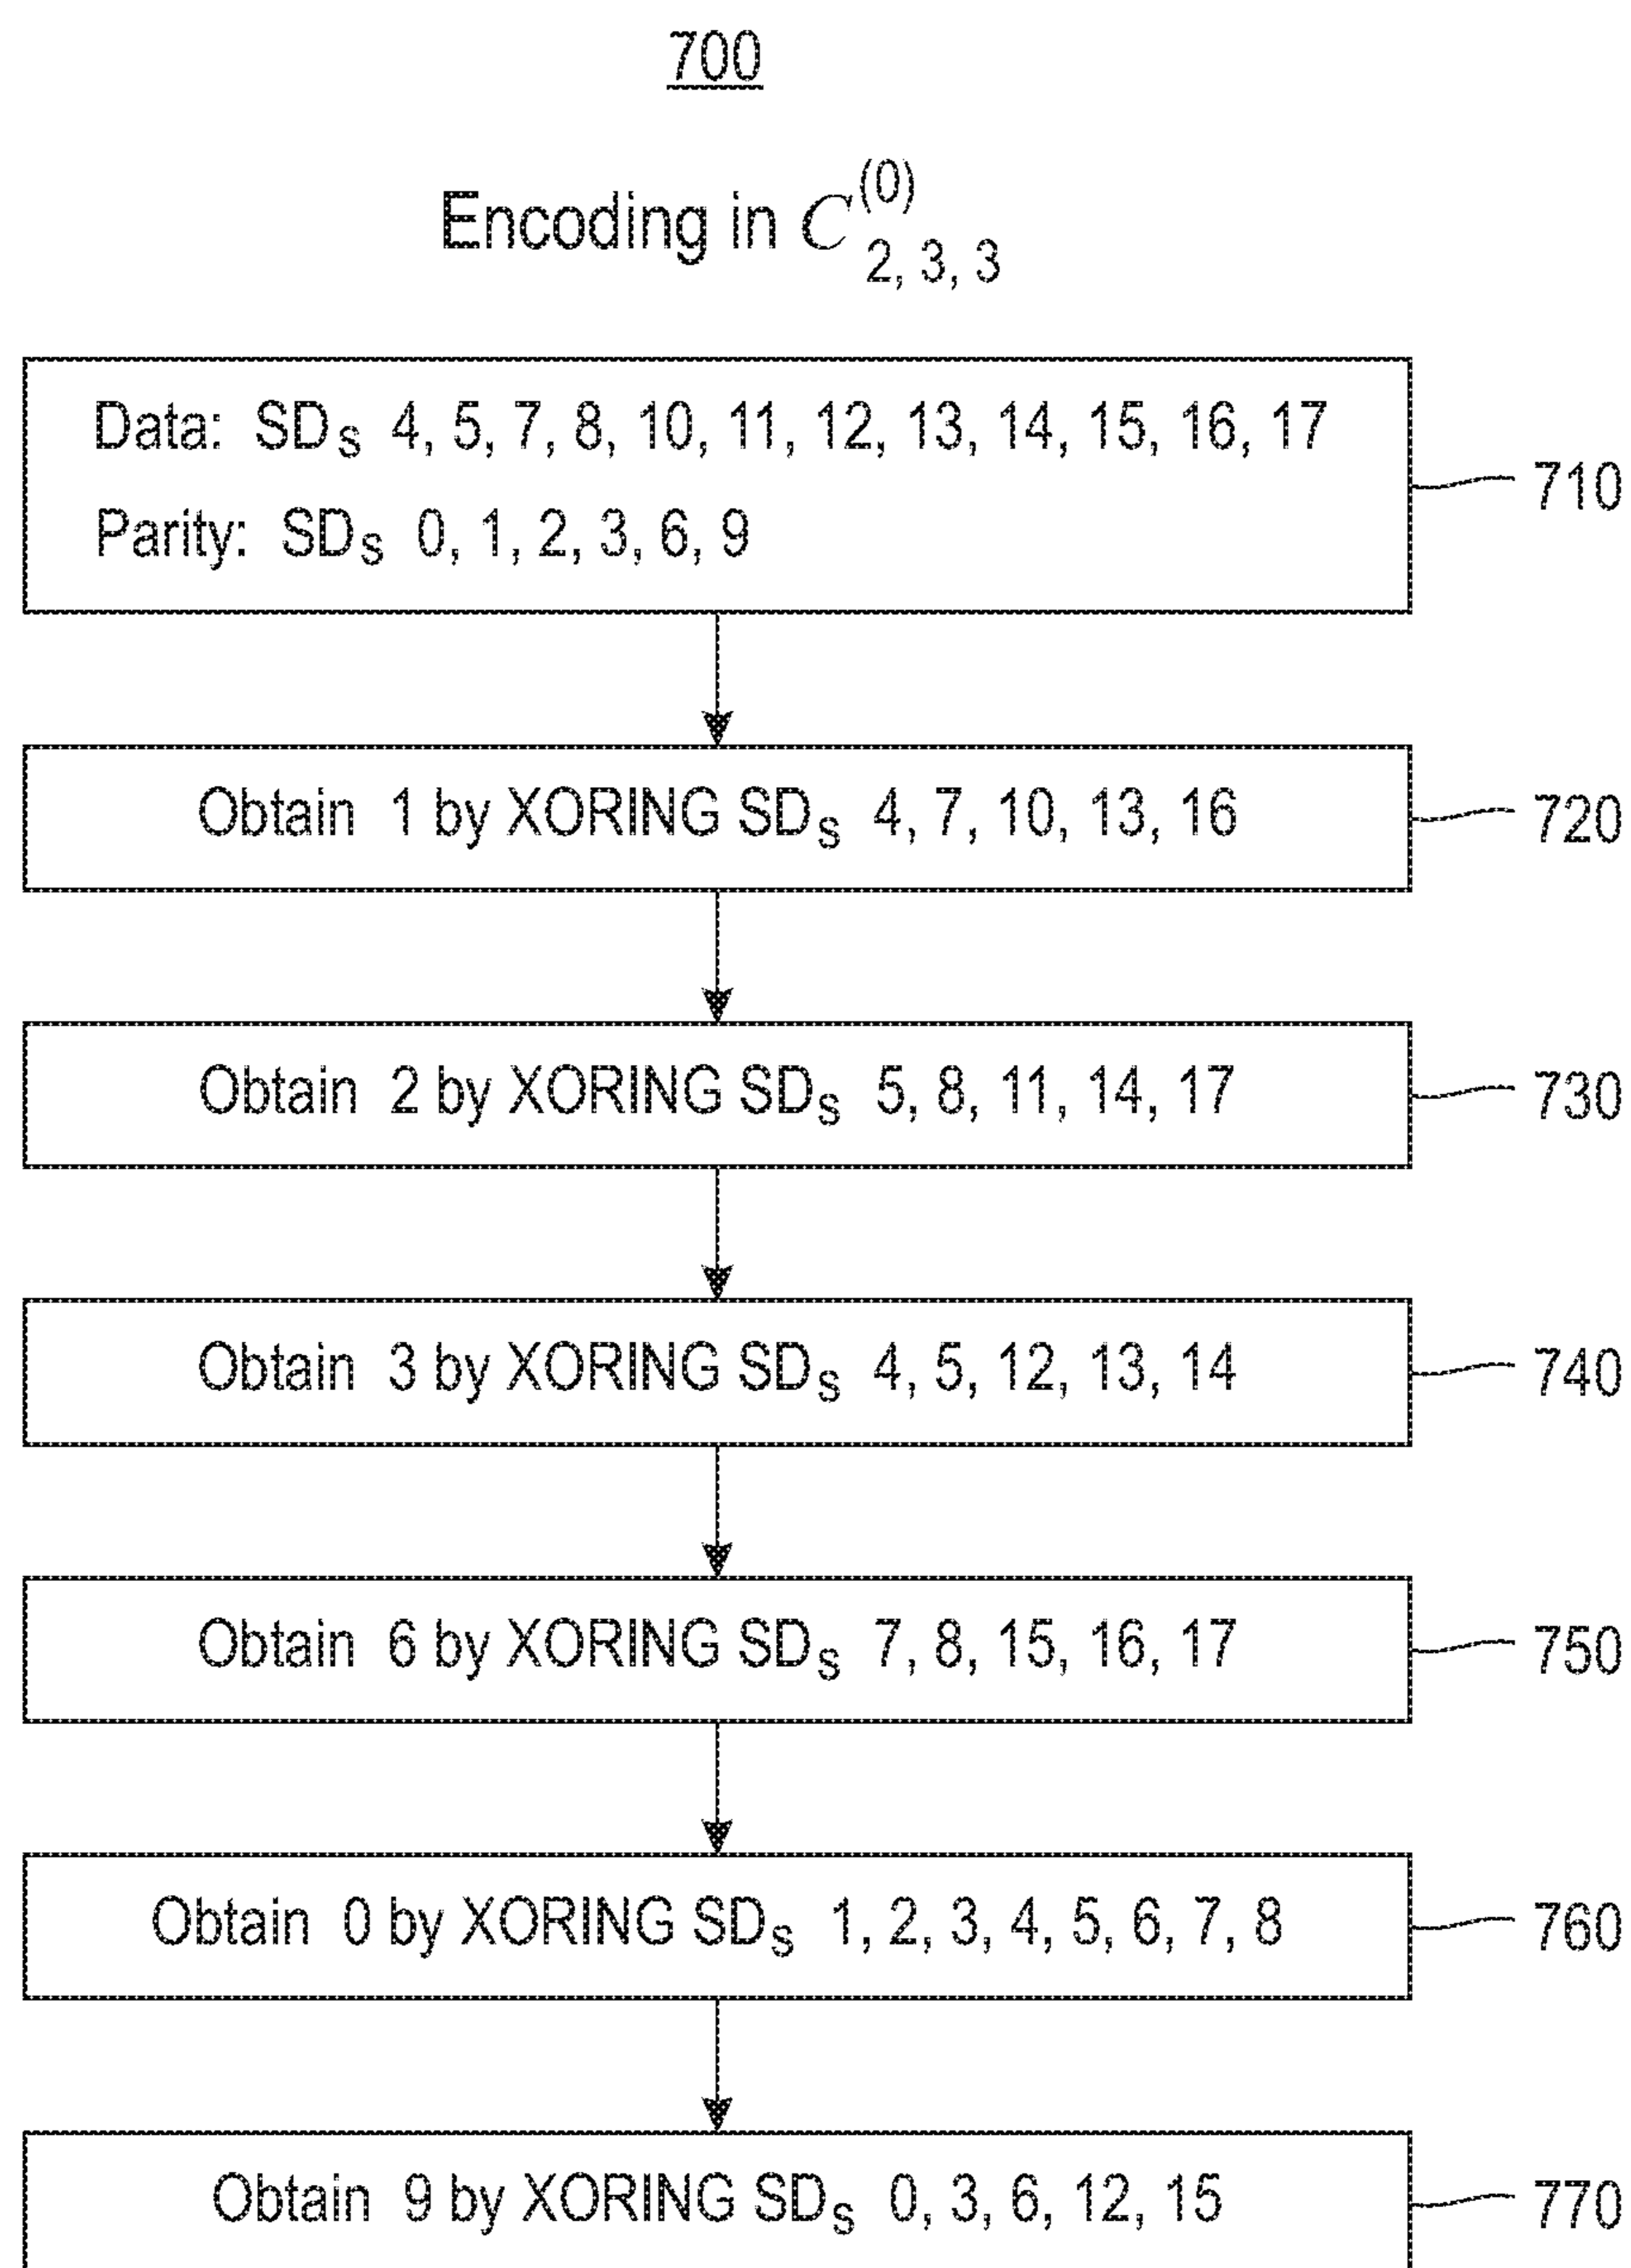 700
Encoding in C^(0)_2, 3, 3
Data: SDs 4, 5, 7, 8, 10, 11, 12, 13, 14, 15, 16, 17
Parity: SDs 0, 1, 2, 3, 6, 9
710
Obtain 1 by XORING SDs 4, 7, 10, 13, 16
720
Obtain 2 by XORING SDs 5, 8, 11, 14, 17
730
Obtain 3 by XORING SDs 4, 5, 12, 13, 14
740
Obtain 6 by XORING SDs 7, 8, 15, 16, 17
750
Obtain 0 by XORING SDs 1, 2, 3, 4, 5, 6, 7, 8
760
Obtain 9 by XORING SDs 0, 3, 6, 12, 15
770